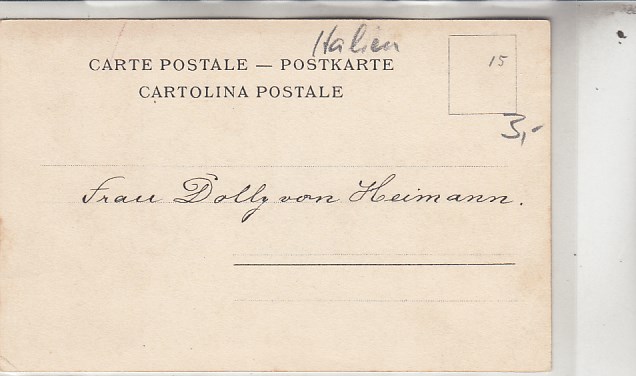 Italien
CARTE POSTALE — POSTKARTE
CARTOLINA POSTALE
15
3,-
Frau Dolly von Heimann.